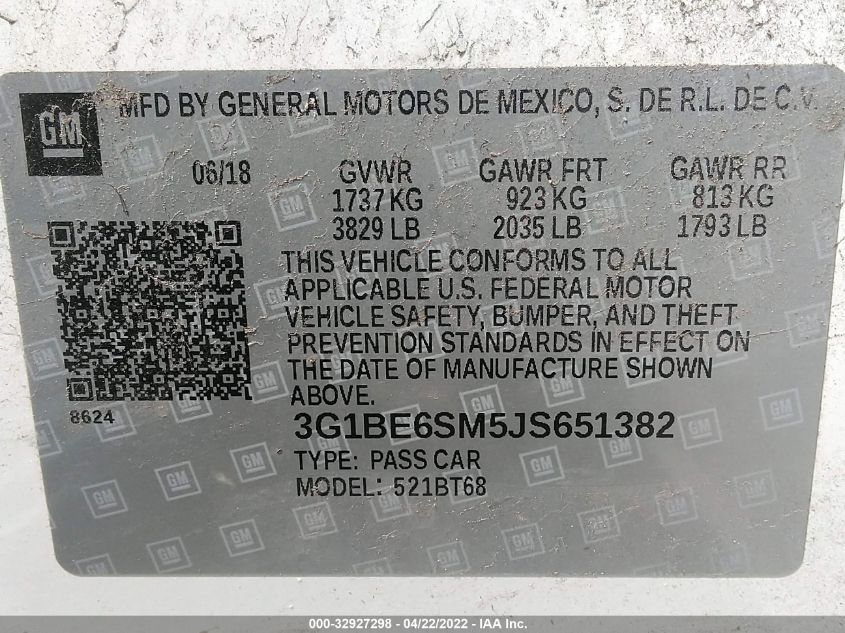 GM MFD BY GENERAL MOTORS DE MEXICO, S. DE R.L. DE C.V.
06/18 GVWR GAWR FRT GAWR RR
1737 KG 923 KG 813 KG
3829 LB 2035 LB 1793 LB
THIS VEHICLE CONFORMS TO ALL
APPLICABLE U.S. FEDERAL MOTOR
VEHICLE SAFETY, BUMPER, AND THEFT
PREVENTION STANDARDS IN EFFECT ON
THE DATE OF MANUFACTURE SHOWN
ABOVE.
8624
3G1BE6SM5JS651382
TYPE: PASS CAR
MODEL: 521BT68
000-32927298 - 04/22/2022 - IAA Inc.